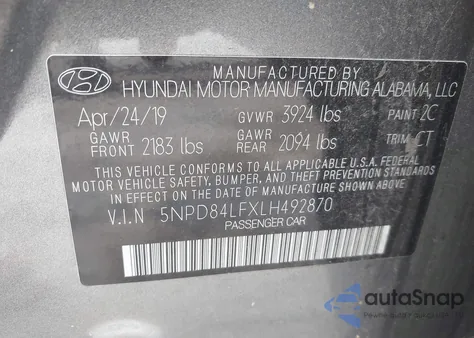 MANUFACTURED BY
HYUNDAI MOTOR MANUFACTURING ALABAMA, LLC
Apr/24/19 GVWR 3924 lbs PAINT 2C
GAWR FRONT 2183 lbs GAWR REAR 2094 lbs TRIM CT
THIS VEHICLE CONFORMS TO ALL APPLICABLE U.S.A. FEDERAL
MOTOR VEHICLE SAFETY, BUMPER, AND THEFT PREVENTION STANDARDS
IN EFFECT ON THE DATE OF MANUFACTURE SHOWN ABOVE.
V.I.N 5NPD84LFXLH492870
PASSENGER CAR
autoSnap